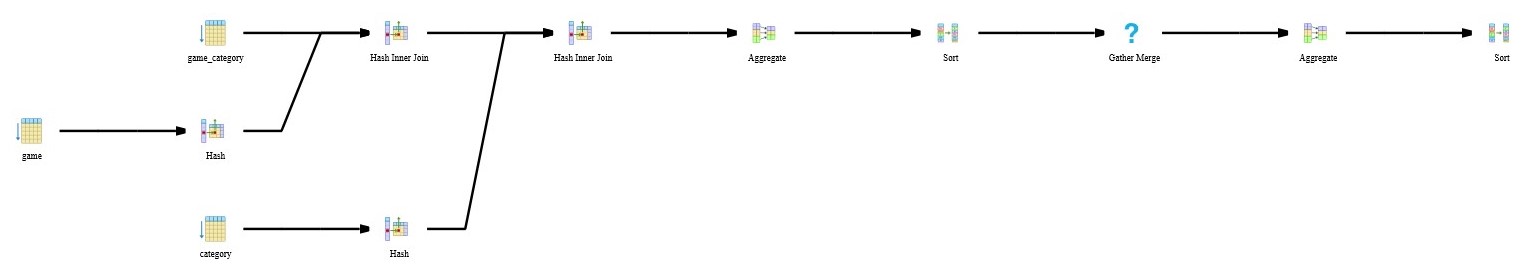 game_category
Hash Inner Join
Hash Inner Join
Aggregate
Sort
?
Gather Merge
Aggregate
Sort
game
Hash
category
Hash